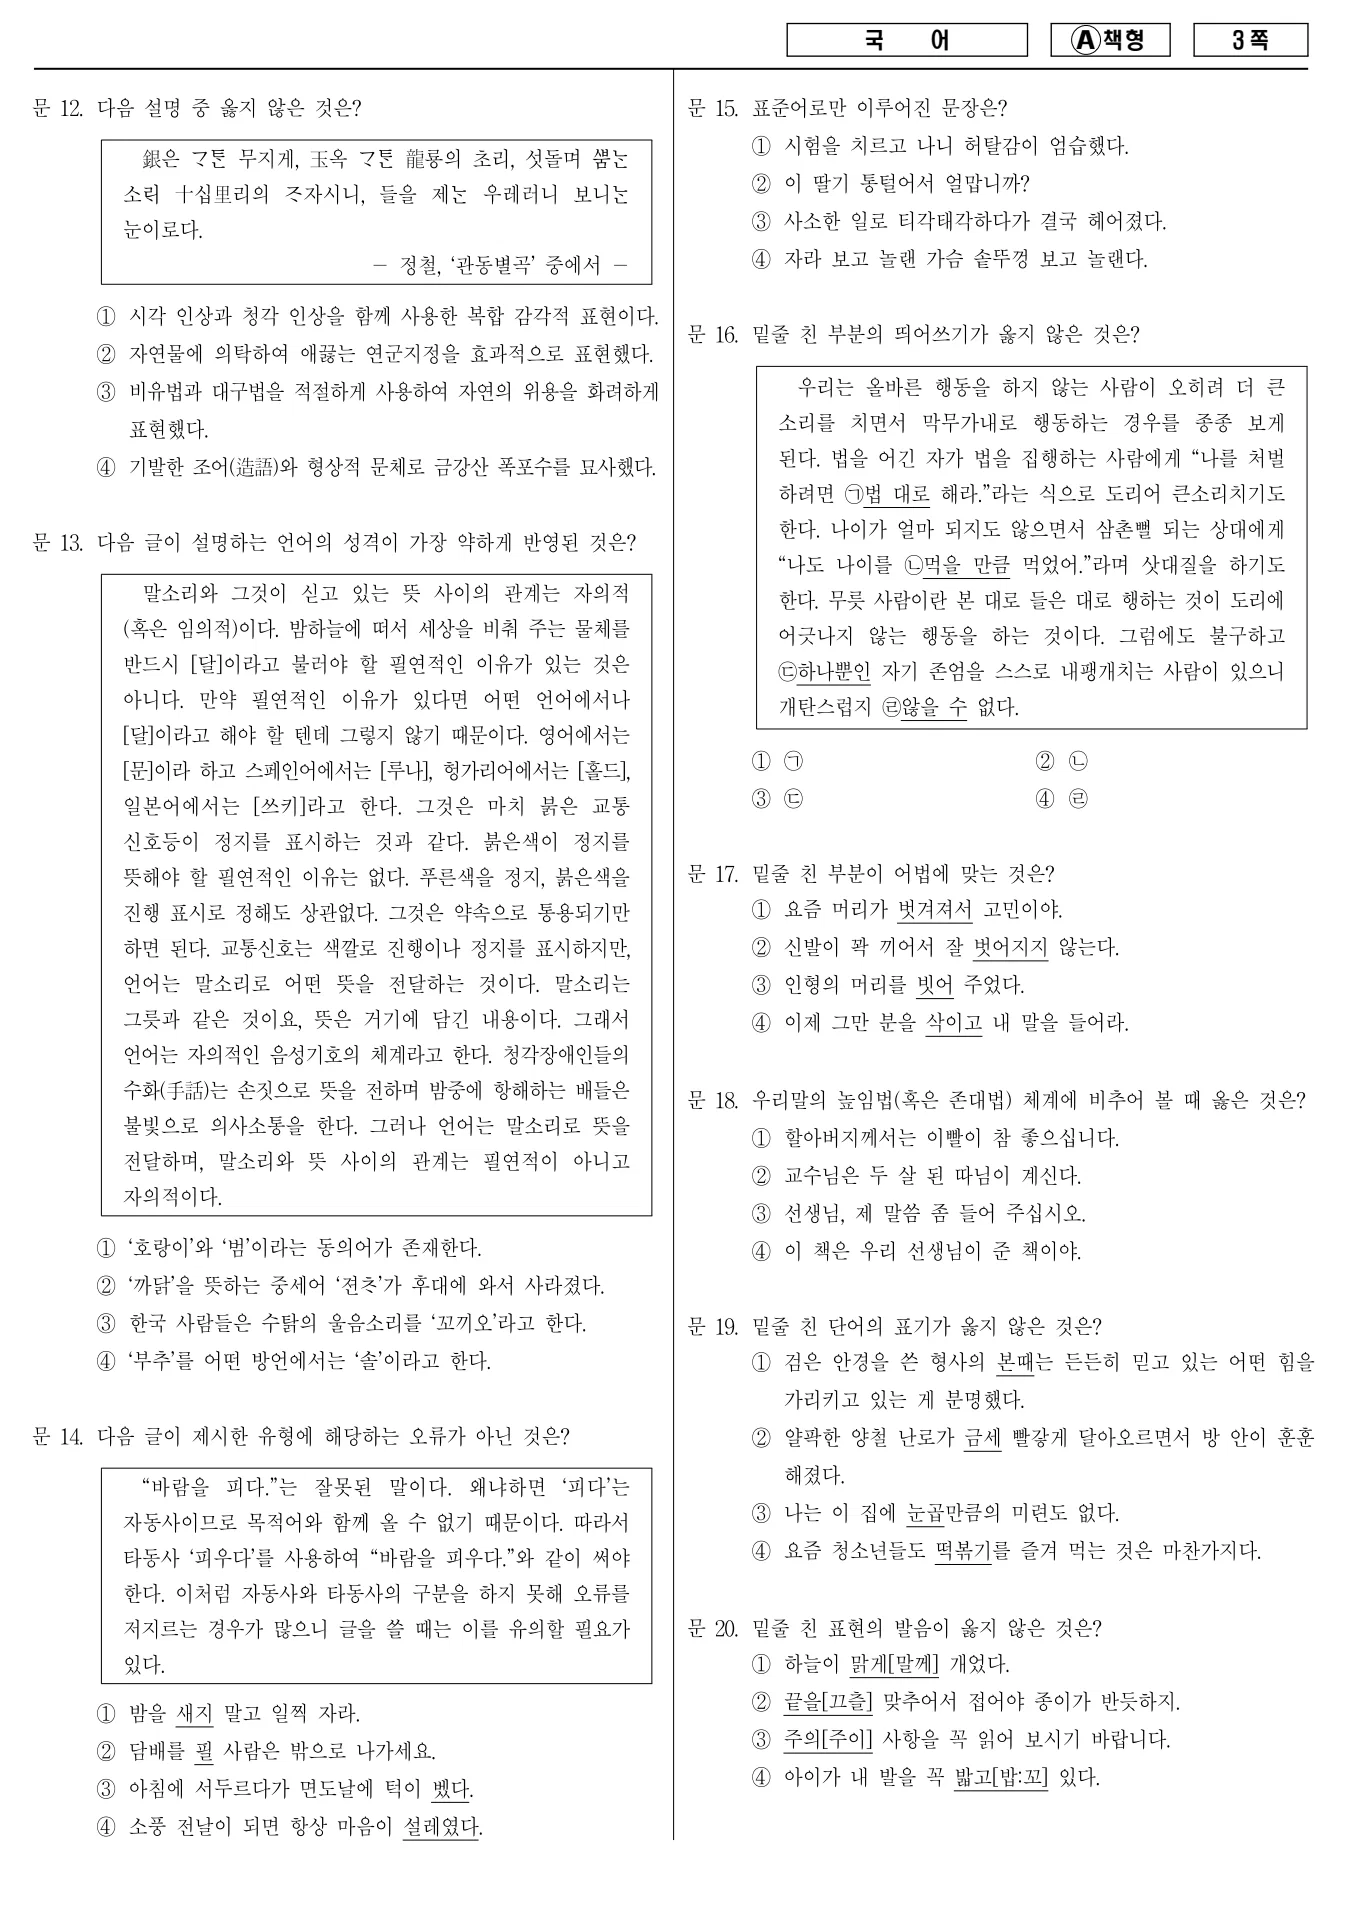 국 어
Ⓐ책형
3쪽
문 12. 다음 설명 중 옳지 않은 것은?
銀은 ᄀᆞᄐᆞᆫ 무지게, 玉옥 ᄀᆞᄐᆞᆫ 龍룡의 초리, 섯돌며 ᄲᅮᆷᄂᆞᆫ
소ᄅᆡ 十십里리의 ᄌᆞ자시니, 들을 제ᄂᆞᆫ 우레러니 보니ᄂᆞᆫ
눈이로다.
－ 정철, ‘관동별곡’ 중에서 －
① 시각 인상과 청각 인상을 함께 사용한 복합 감각적 표현이다.
② 자연물에 의탁하여 애끓는 연군지정을 효과적으로 표현했다.
③ 비유법과 대구법을 적절하게 사용하여 자연의 위용을 화려하게
표현했다.
④ 기발한 조어(造語)와 형상적 문체로 금강산 폭포수를 묘사했다.
문 13. 다음 글이 설명하는 언어의 성격이 가장 약하게 반영된 것은?
말소리와 그것이 싣고 있는 뜻 사이의 관계는 자의적
(혹은 임의적)이다. 밤하늘에 떠서 세상을 비춰 주는 물체를
반드시 [달]이라고 불러야 할 필연적인 이유가 있는 것은
아니다. 만약 필연적인 이유가 있다면 어떤 언어에서나
[달]이라고 해야 할 텐데 그렇지 않기 때문이다. 영어에서는
[문]이라 하고 스페인어에서는 [루나], 헝가리어에서는 [홀드],
일본어에서는 [쓰키]라고 한다. 그것은 마치 붉은 교통
신호등이 정지를 표시하는 것과 같다. 붉은색이 정지를
뜻해야 할 필연적인 이유는 없다. 푸른색을 정지, 붉은색을
진행 표시로 정해도 상관없다. 그것은 약속으로 통용되기만
하면 된다. 교통신호는 색깔로 진행이나 정지를 표시하지만,
언어는 말소리로 어떤 뜻을 전달하는 것이다. 말소리는
그릇과 같은 것이요, 뜻은 거기에 담긴 내용이다. 그래서
언어는 자의적인 음성기호의 체계라고 한다. 청각장애인들의
수화(手話)는 손짓으로 뜻을 전하며 밤중에 항해하는 배들은
불빛으로 의사소통을 한다. 그러나 언어는 말소리로 뜻을
전달하며, 말소리와 뜻 사이의 관계는 필연적이 아니고
자의적이다.
① ‘호랑이’와 ‘범’이라는 동의어가 존재한다.
② ‘까닭’을 뜻하는 중세어 ‘젼ᄎᆞ’가 후대에 와서 사라졌다.
③ 한국 사람들은 수탉의 울음소리를 ‘꼬끼오’라고 한다.
④ ‘부추’를 어떤 방언에서는 ‘솔’이라고 한다.
문 14. 다음 글이 제시한 유형에 해당하는 오류가 아닌 것은?
“바람을 피다.”는 잘못된 말이다. 왜냐하면 ‘피다’는
자동사이므로 목적어와 함께 올 수 없기 때문이다. 따라서
타동사 ‘피우다’를 사용하여 “바람을 피우다.”와 같이 써야
한다. 이처럼 자동사와 타동사의 구분을 하지 못해 오류를
저지르는 경우가 많으니 글을 쓸 때는 이를 유의할 필요가
있다.
① 밤을 새지 말고 일찍 자라.
② 담배를 필 사람은 밖으로 나가세요.
③ 아침에 서두르다가 면도날에 턱이 벴다.
④ 소풍 전날이 되면 항상 마음이 설레였다.
문 15. 표준어로만 이루어진 문장은?
① 시험을 치르고 나니 허탈감이 엄습했다.
② 이 딸기 통털어서 얼맙니까?
③ 사소한 일로 티각태각하다가 결국 헤어졌다.
④ 자라 보고 놀랜 가슴 솥뚜껑 보고 놀랜다.
문 16. 밑줄 친 부분의 띄어쓰기가 옳지 않은 것은?
우리는 올바른 행동을 하지 않는 사람이 오히려 더 큰
소리를 치면서 막무가내로 행동하는 경우를 종종 보게
된다. 법을 어긴 자가 법을 집행하는 사람에게 “나를 처벌
하려면 ㉠법 대로 해라.”라는 식으로 도리어 큰소리치기도
한다. 나이가 얼마 되지도 않으면서 삼촌뻘 되는 상대에게
“나도 나이를 ㉡먹을 만큼 먹었어.”라며 삿대질을 하기도
한다. 무릇 사람이란 본 대로 들은 대로 행하는 것이 도리에
어긋나지 않는 행동을 하는 것이다. 그럼에도 불구하고
㉢하나뿐인 자기 존엄을 스스로 내팽개치는 사람이 있으니
개탄스럽지 ㉣않을 수 없다.
① ㉠ ② ㉡
③ ㉢ ④ ㉣
문 17. 밑줄 친 부분이 어법에 맞는 것은?
① 요즘 머리가 벗겨져서 고민이야.
② 신발이 꽉 끼어서 잘 벗어지지 않는다.
③ 인형의 머리를 빗어 주었다.
④ 이제 그만 분을 삭이고 내 말을 들어라.
문 18. 우리말의 높임법(혹은 존대법) 체계에 비추어 볼 때 옳은 것은?
① 할아버지께서는 이빨이 참 좋으십니다.
② 교수님은 두 살 된 따님이 계신다.
③ 선생님, 제 말씀 좀 들어 주십시오.
④ 이 책은 우리 선생님이 준 책이야.
문 19. 밑줄 친 단어의 표기가 옳지 않은 것은?
① 검은 안경을 쓴 형사의 본때는 든든히 믿고 있는 어떤 힘을
가리키고 있는 게 분명했다.
② 얄팍한 양철 난로가 금세 빨갛게 달아오르면서 방 안이 훈훈
해졌다.
③ 나는 이 집에 눈곱만큼의 미련도 없다.
④ 요즘 청소년들도 떡볶기를 즐겨 먹는 것은 마찬가지다.
문 20. 밑줄 친 표현의 발음이 옳지 않은 것은?
① 하늘이 맑게[말께] 개었다.
② 끝을[끄츨] 맞추어서 접어야 종이가 반듯하지.
③ 주의[주이] 사항을 꼭 읽어 보시기 바랍니다.
④ 아이가 내 발을 꼭 밟고[밥:꼬] 있다.